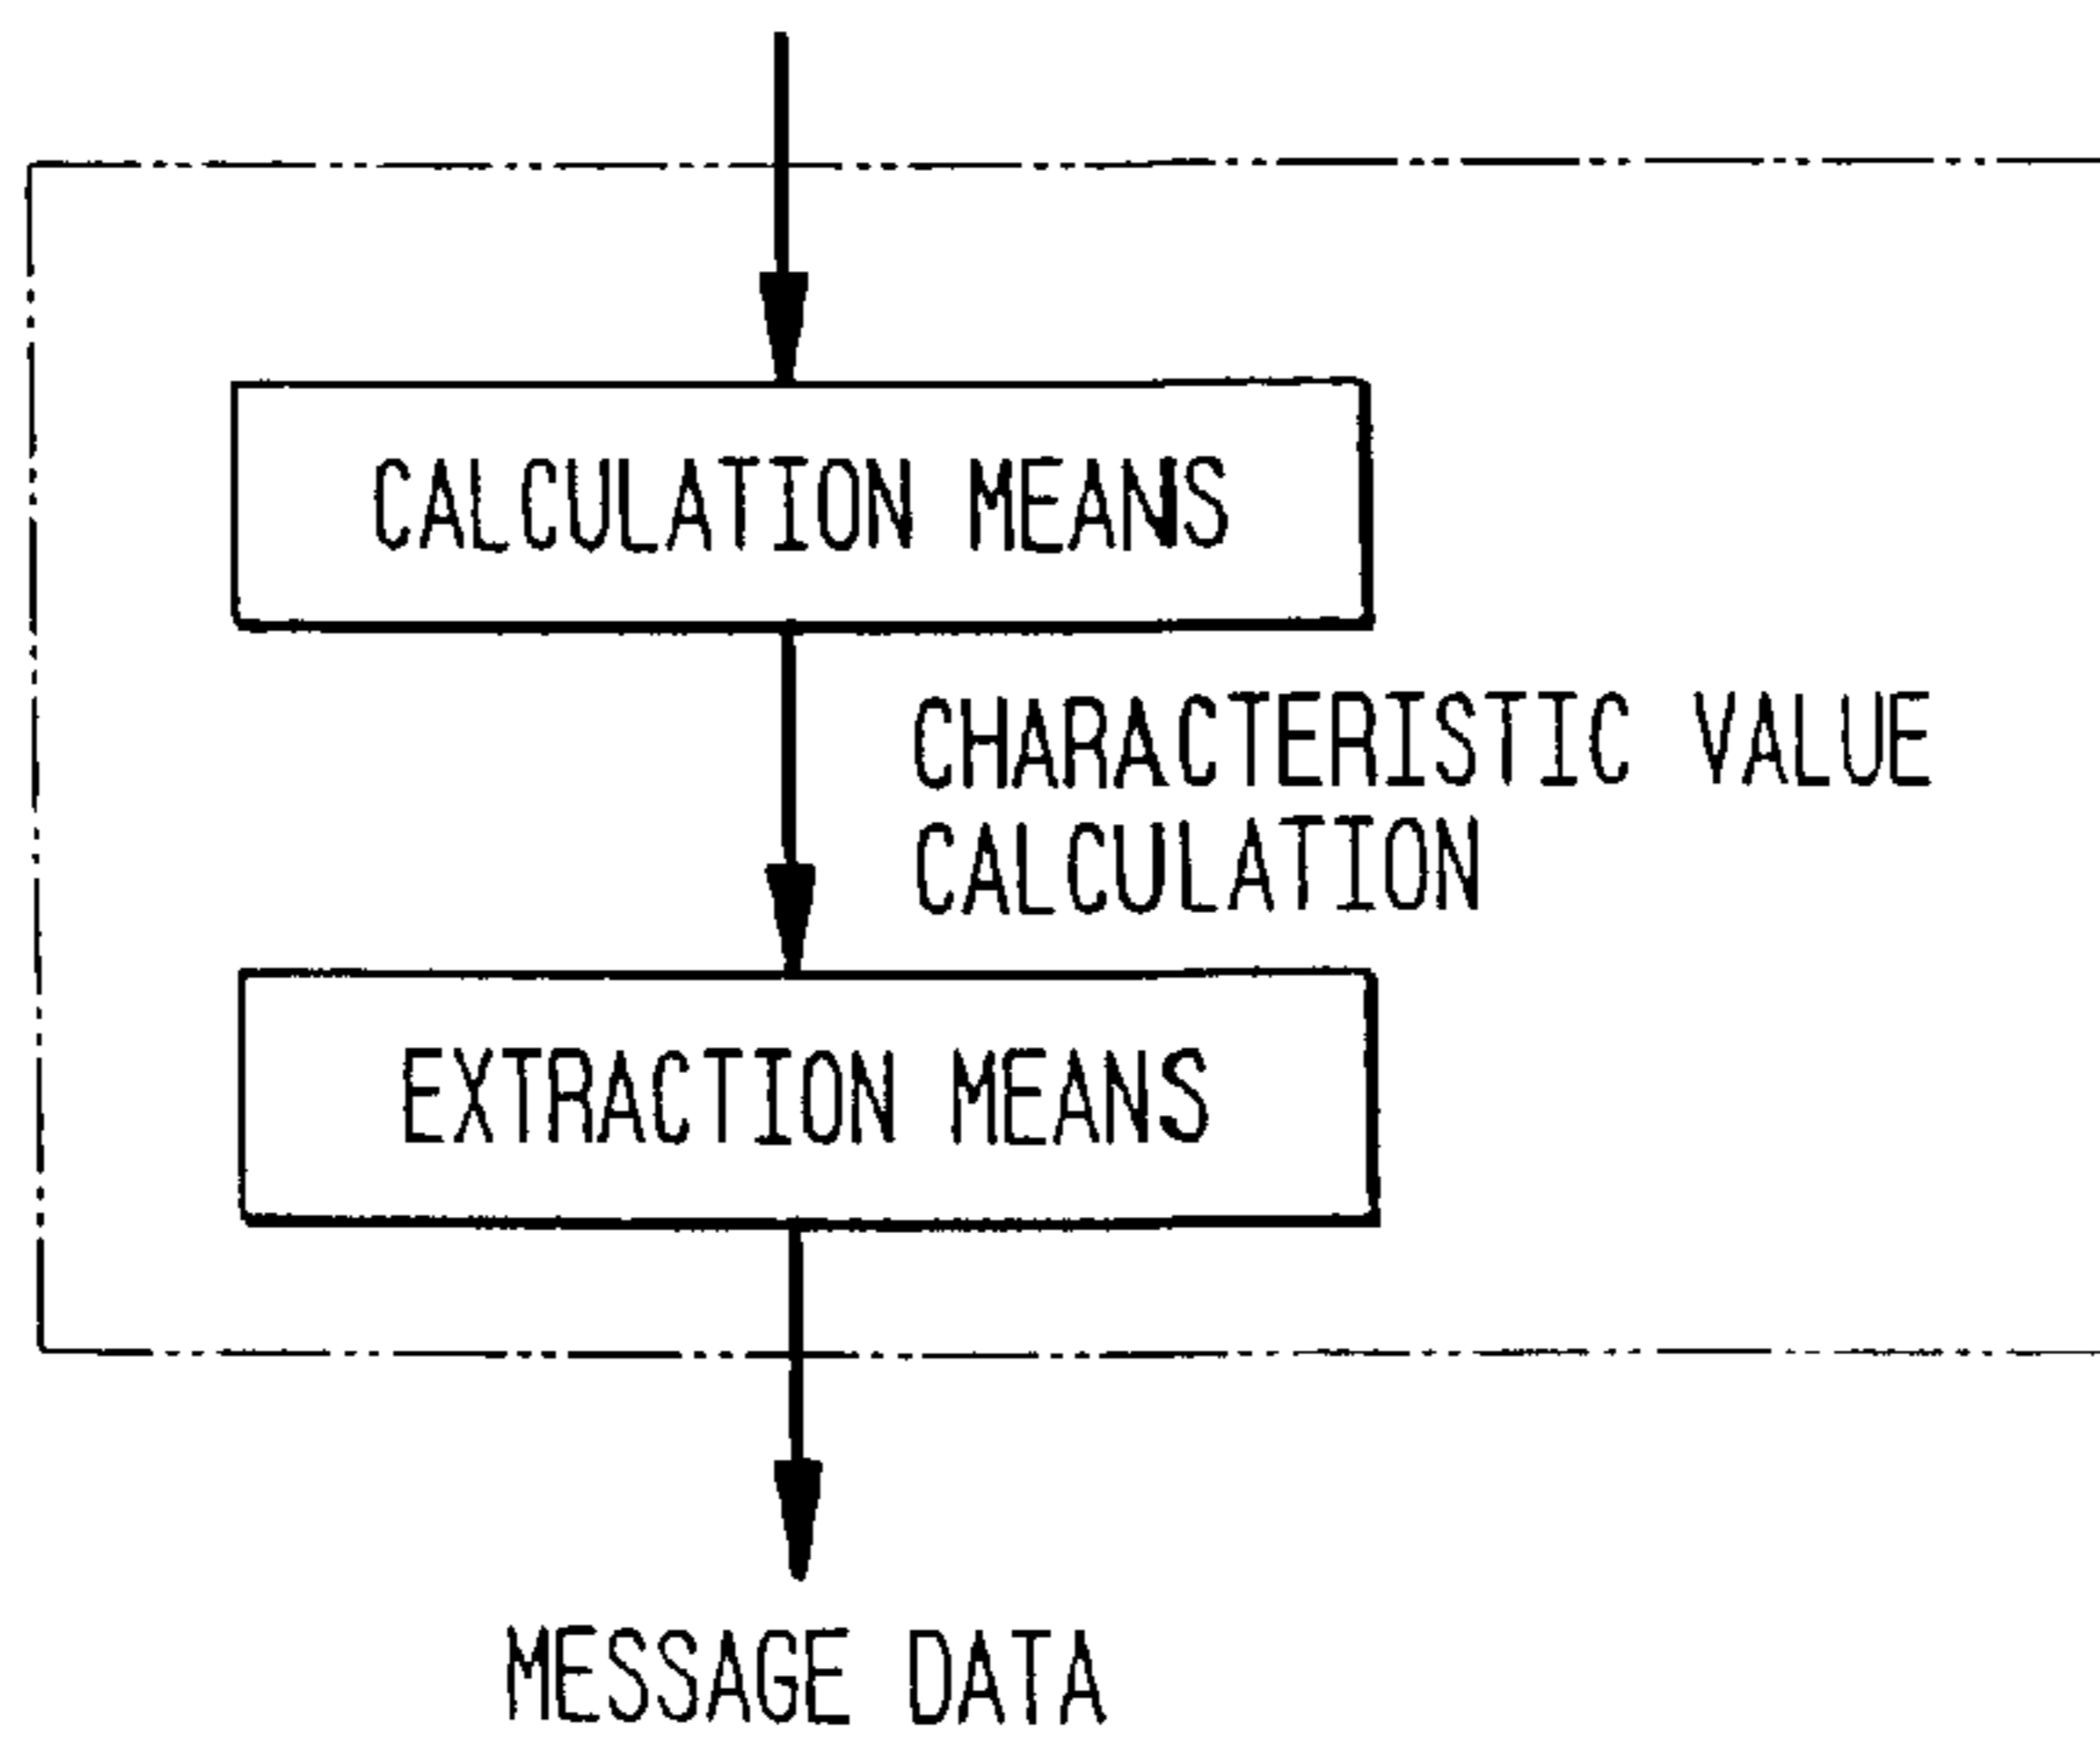 CALCULATION MEANS
CHARACTERISTIC VALUE
CALCULATION
EXTRACTION MEANS
MESSAGE DATA